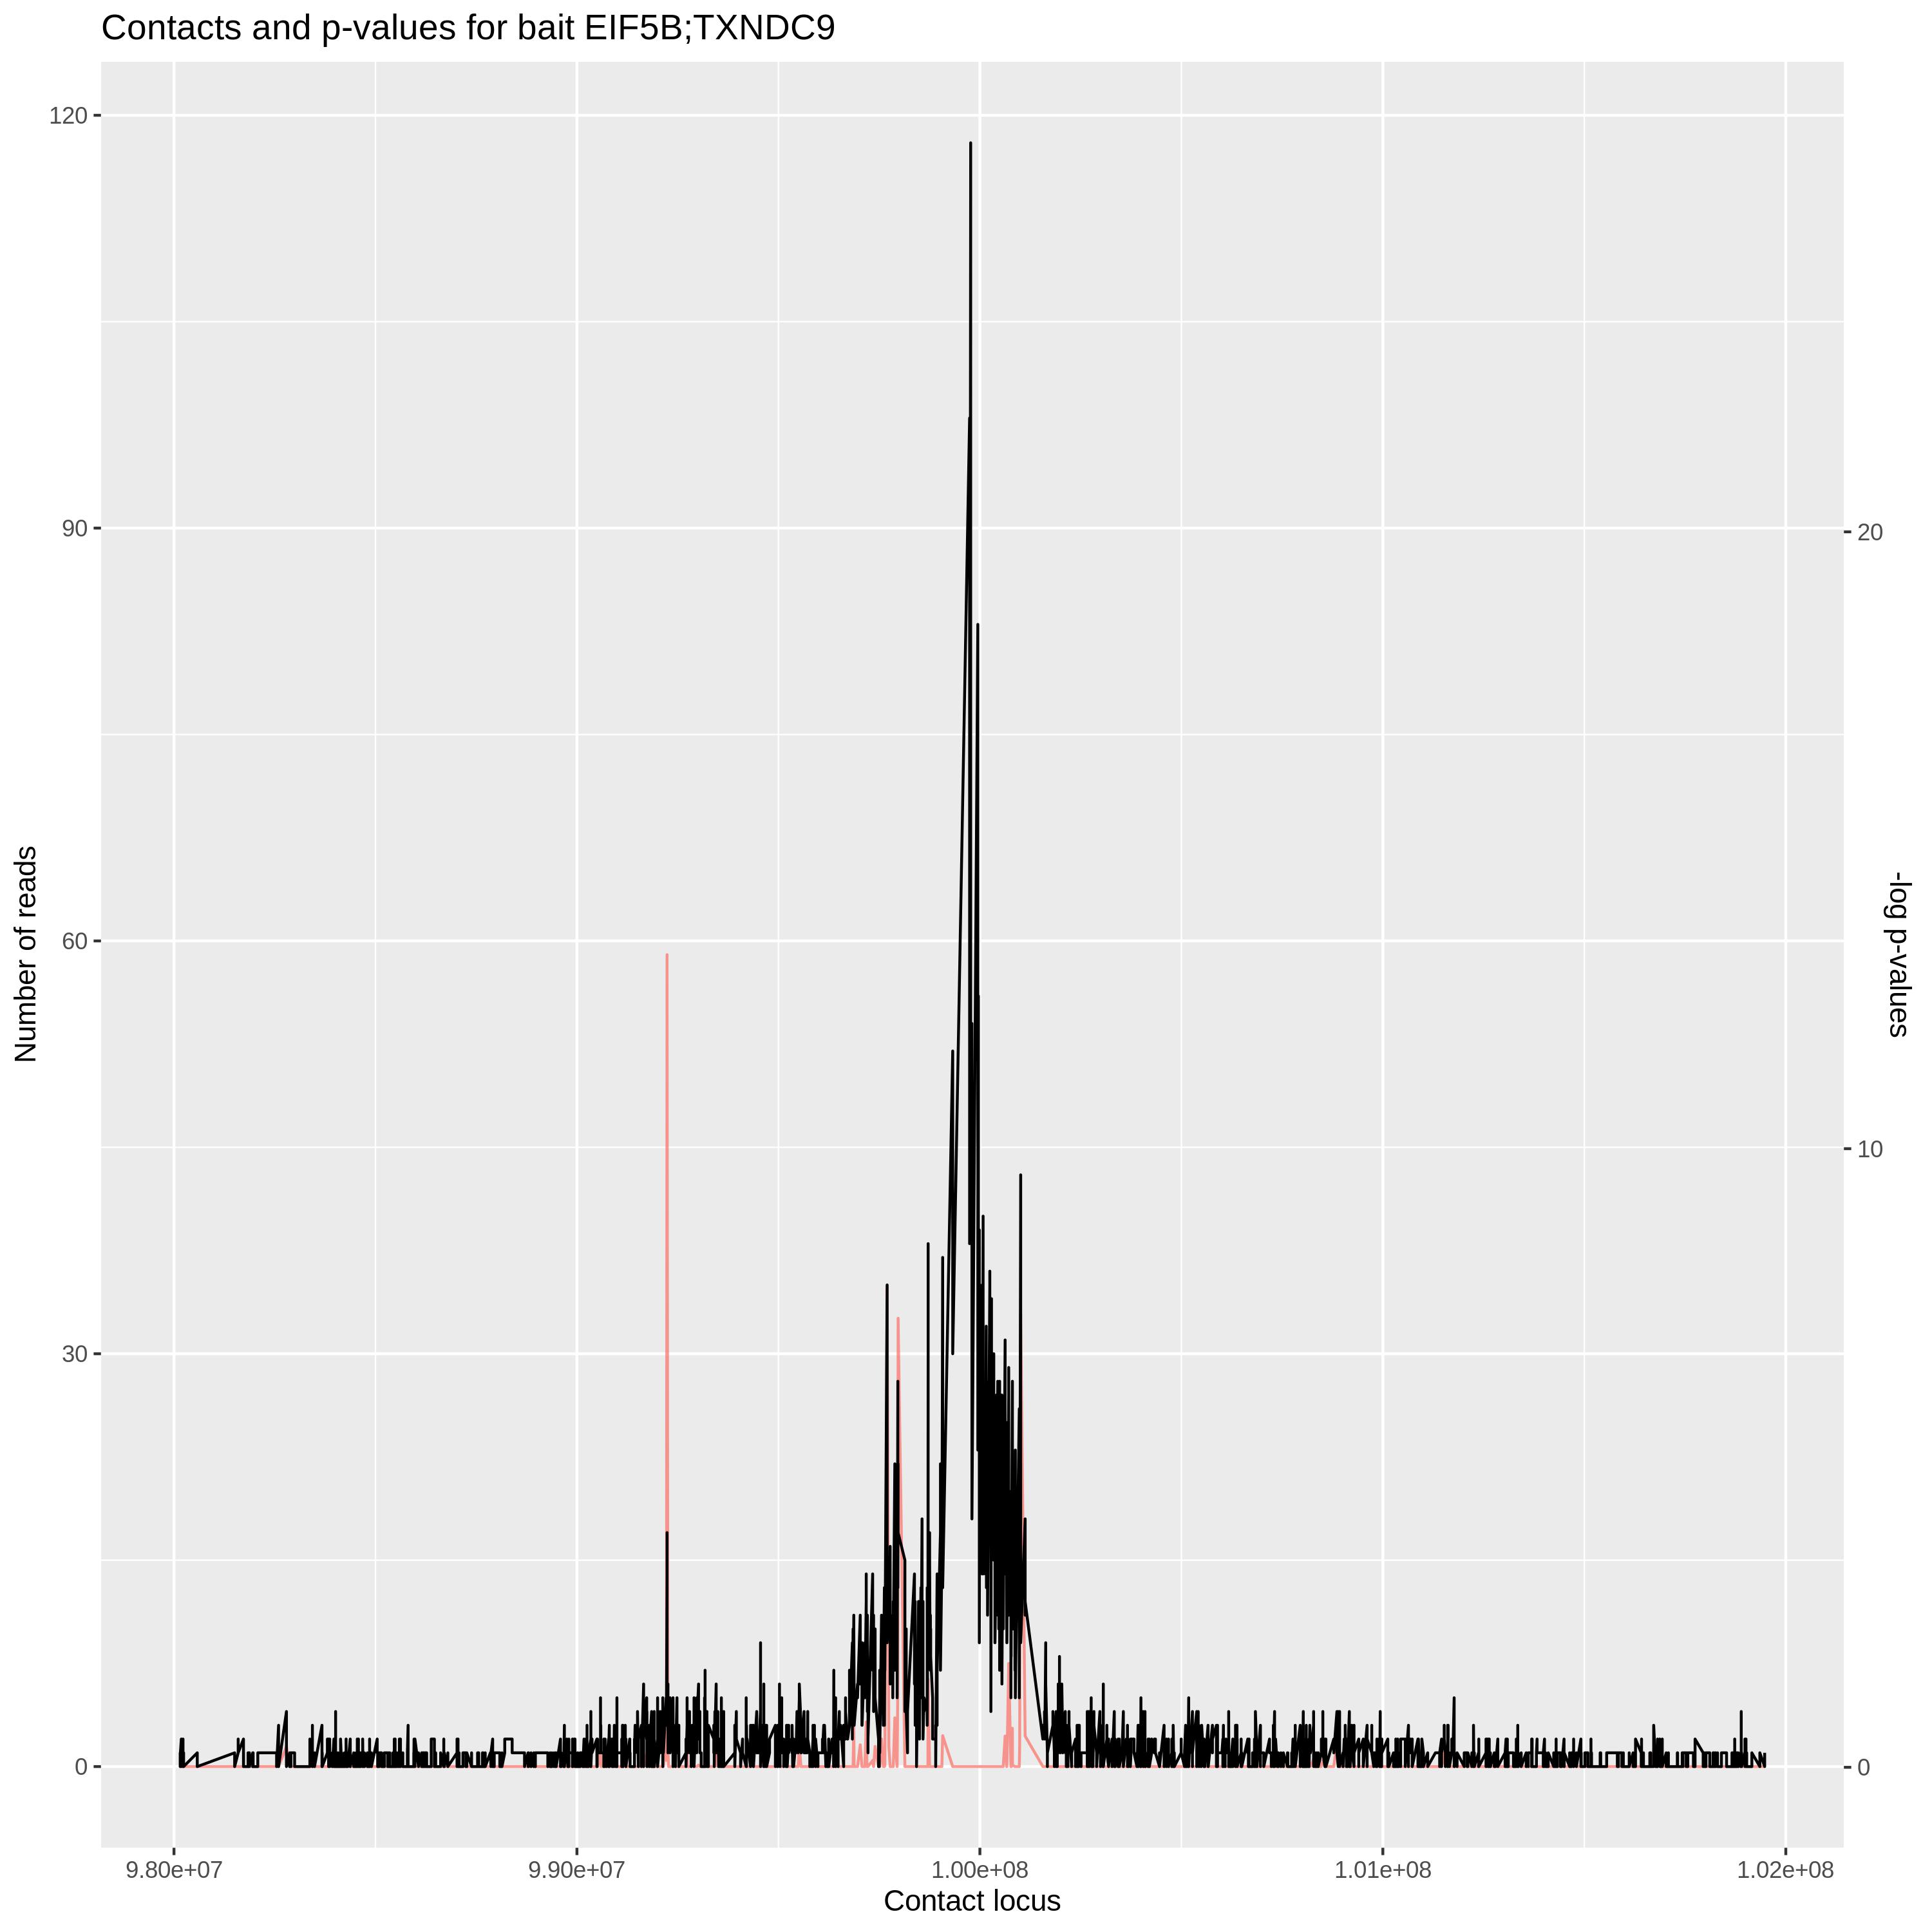 Contacts and p-values for bait EIF5B;TXNDC9
120
90
60
30
0
Number of reads
20
10
0
-log p-values
9.80e+07
9.90e+07
1.00e+08
1.01e+08
1.02e+08
Contact locus